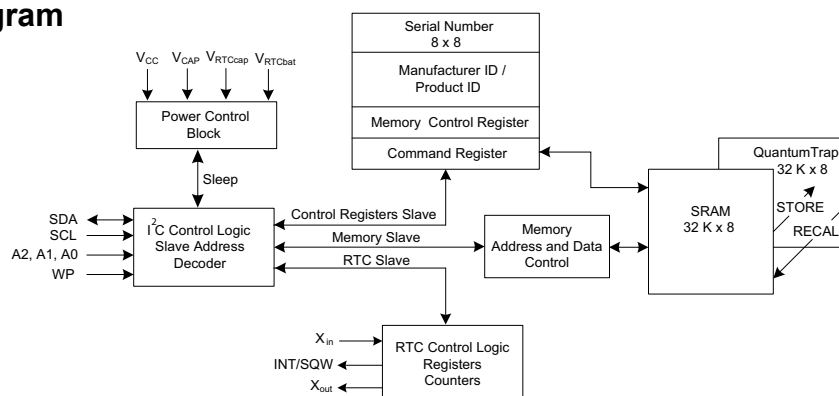 gram
Serial Number
8 x 8
Manufacturer ID /
Product ID
Memory Control Register
Command Register
VCC VCAP VRTCcap VRTCbat
Power Control
Block
Sleep
SDA
SCL
A2, A1, A0
WP
I2C Control Logic
Slave Address
Decoder
Control Registers Slave
Memory Slave
RTC Slave
Memory
Address and Data
Control
QuantumTrap
32 K x 8
SRAM
32 K x 8
STORE
RECAL
Xin
INT/SQW
Xout
RTC Control Logic
Registers
Counters